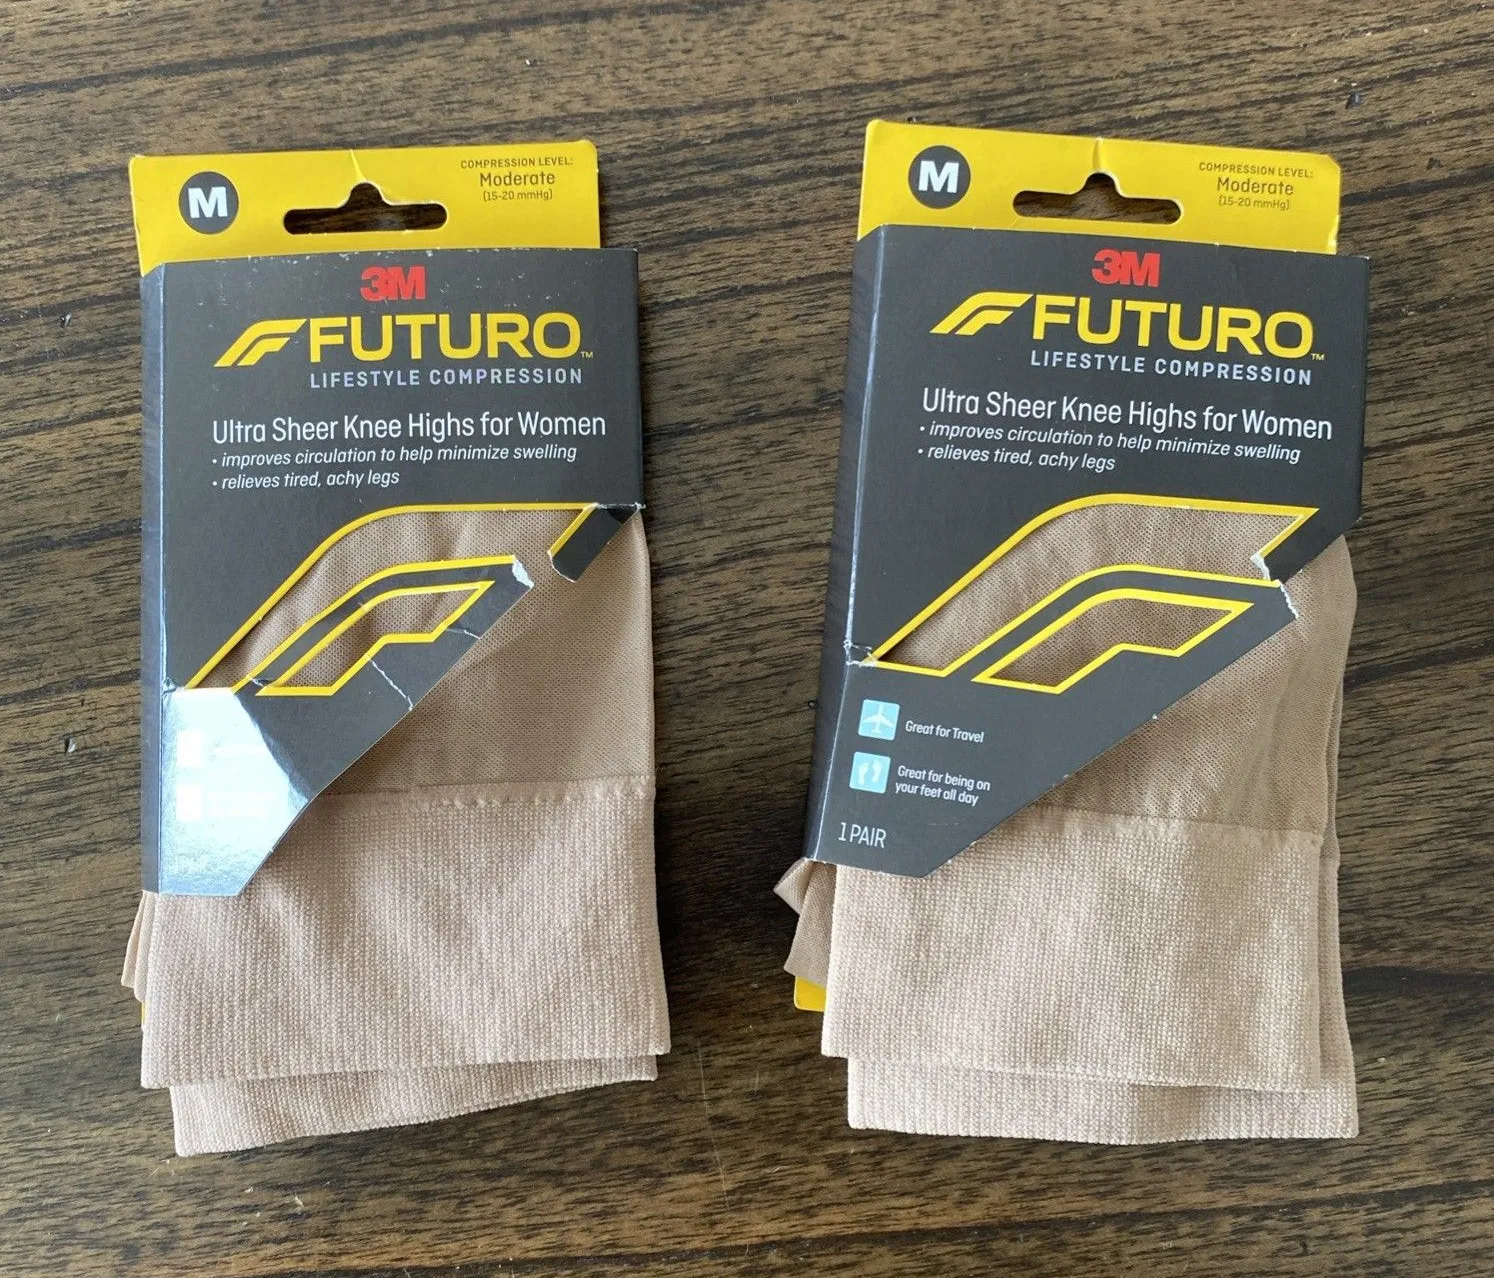 M
COMPRESSION LEVEL:
Moderate
(15-20 mmHg)
3M
FUTURO™
LIFESTYLE COMPRESSION
Ultra Sheer Knee Highs for Women
• improves circulation to help minimize swelling
• relieves tired, achy legs
M
COMPRESSION LEVEL:
Moderate
(15-20 mmHg)
3M
FUTURO™
LIFESTYLE COMPRESSION
Ultra Sheer Knee Highs for Women
• improves circulation to help minimize swelling
• relieves tired, achy legs
Great for Travel
Great for being on
your feet all day
1 PAIR